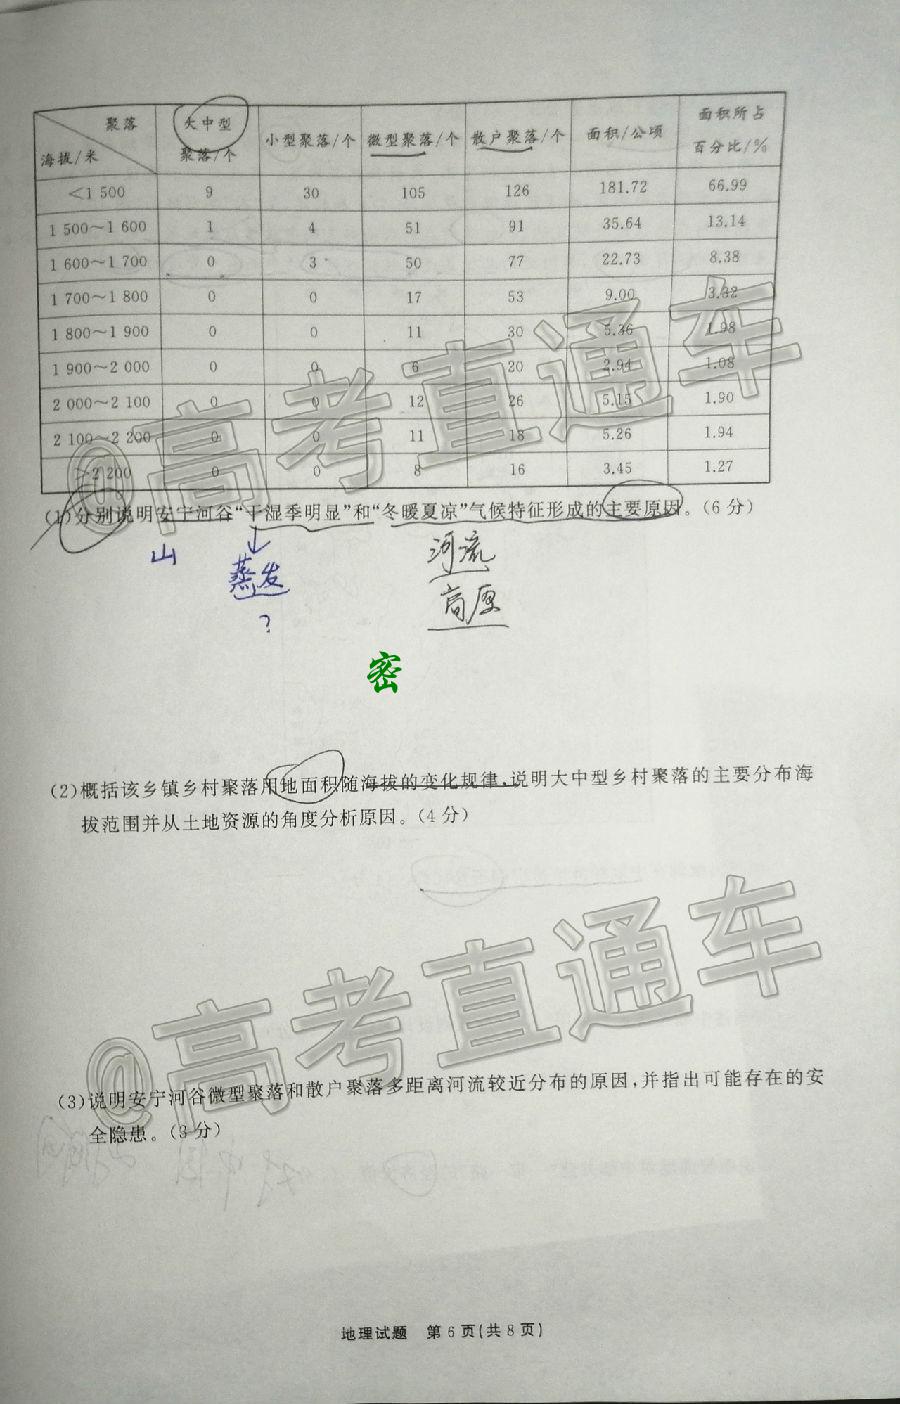 聚落 大中型 聚落/个 小型聚落/个 微型聚落/个 散户聚落/个 面积/公顷 面积所占 百分比/%
海拔/米
<1 500 9 30 105 126 181.72 66.99
1 500～1 600 1 4 51 91 35.64 13.14
1 600～1 700 0 3 50 77 22.73 8.38
1 700～1 800 0 0 17 53 9.00 3.32
1 800～1 900 0 0 11 30 5.36 1.98
1 900～2 000 0 0 6 20 2.94 1.08
2 000～2 100 0 0 12 26 5.15 1.90
2 100～2 200 0 0 11 18 5.26 1.94
>2 200 0 0 8 16 3.45 1.27
@高考直通车
(1)分别说明安宁河谷“干湿季明显”和“冬暖夏凉”气候特征形成的主要原因。(6分)
山 蒸发 河流
? 高原
密
(2)概括该乡镇乡村聚落用地面积随海拔的变化规律,说明大中型乡村聚落的主要分布海
拔范围并从土地资源的角度分析原因。(4分)
@高考直通车
(3)说明安宁河谷微型聚落和散户聚落多距离河流较近分布的原因,并指出可能存在的安
全隐患。(3分)
地理试题 第6页(共8页)